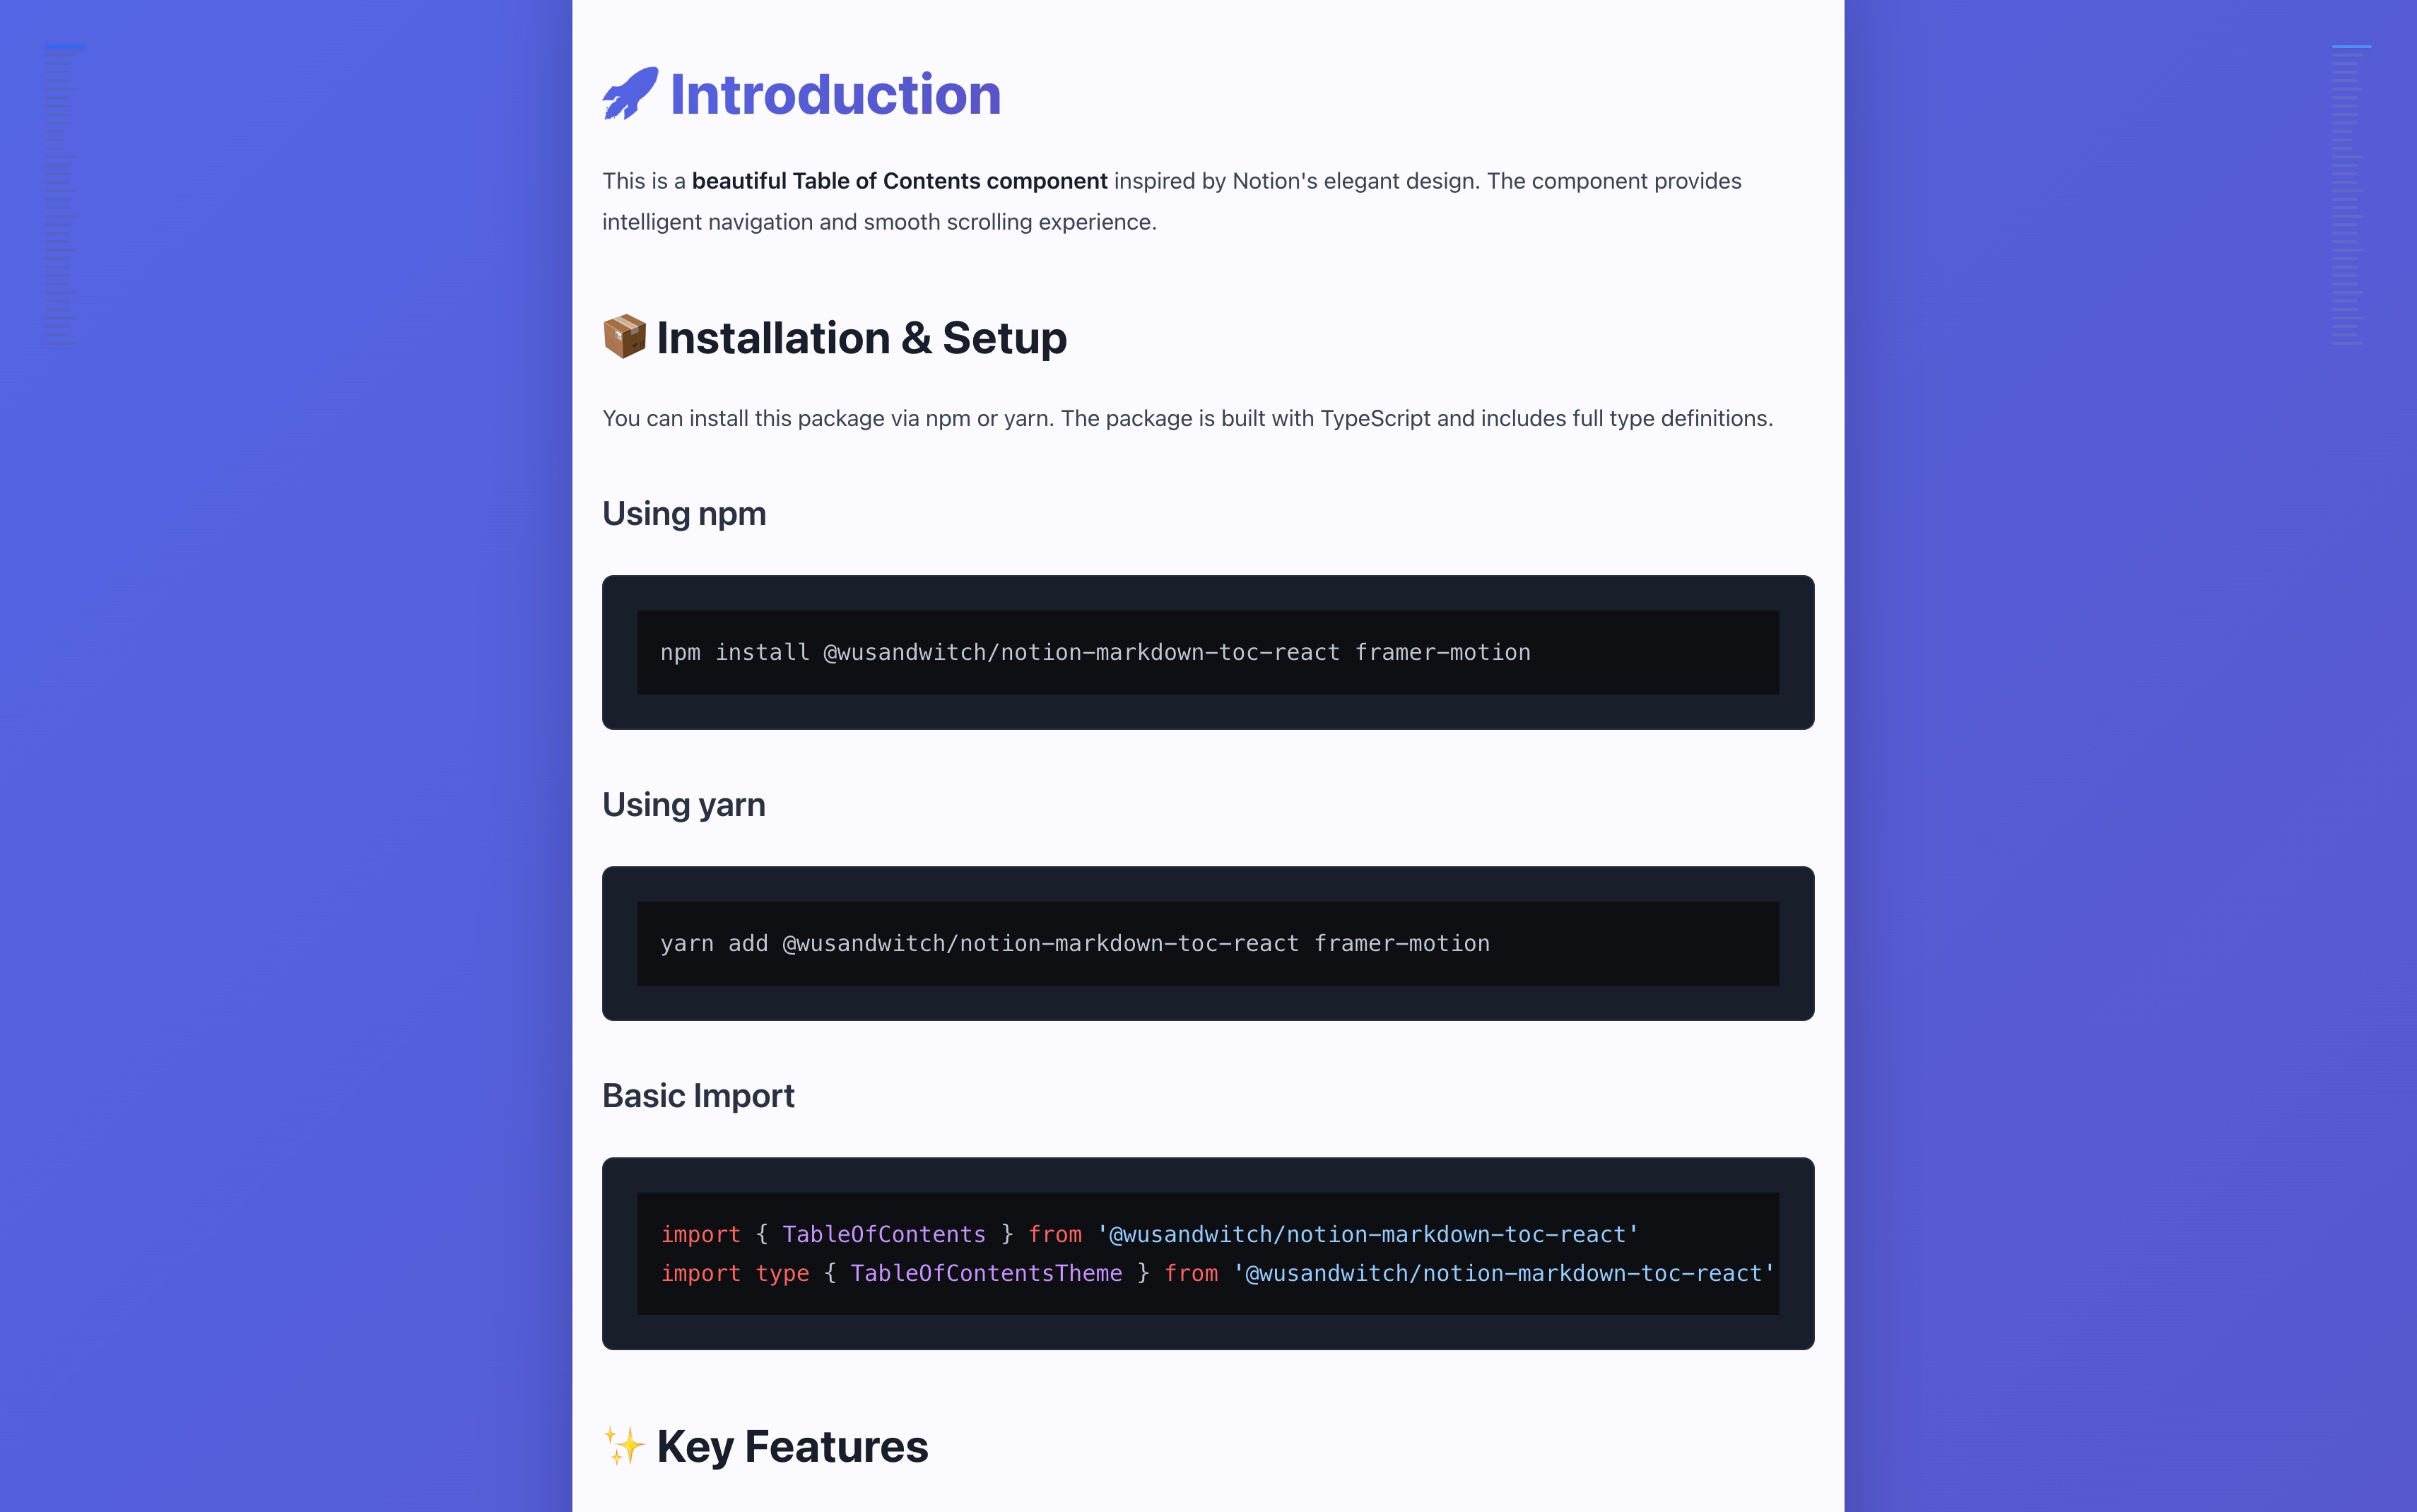 🚀 Introduction
This is a beautiful Table of Contents component inspired by Notion's elegant design. The component provides
intelligent navigation and smooth scrolling experience.
📦 Installation & Setup
You can install this package via npm or yarn. The package is built with TypeScript and includes full type definitions.
Using npm
npm install @wusandwitch/notion-markdown-toc-react framer-motion
Using yarn
yarn add @wusandwitch/notion-markdown-toc-react framer-motion
Basic Import
import { TableOfContents } from '@wusandwitch/notion-markdown-toc-react'
import type { TableOfContentsTheme } from '@wusandwitch/notion-markdown-toc-react'
✨ Key Features